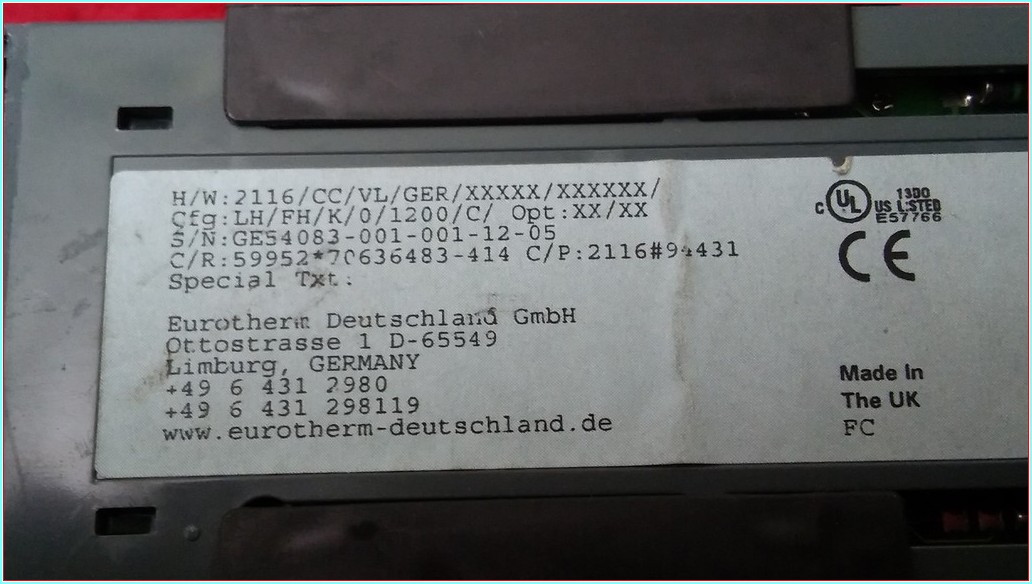 H/W:2116/CC/VL/GER/XXXXX/XXXXXX/
Cfg:LH/FH/K/0/1200/C/ Opt:XX/XX
S/N:GE54083-001-001-12-05
C/R:59952*70636483-414 C/P:2116#94431
Special Txt:
Eurotherm Deutschland GmbH
Ottostrasse 1 D-65549
Limburg, GERMANY
+49 6 431 2980
+49 6 431 298119
www.eurotherm-deutschland.de
C UL US LISTED
13DO
E57766
CE
Made In
The UK
FC